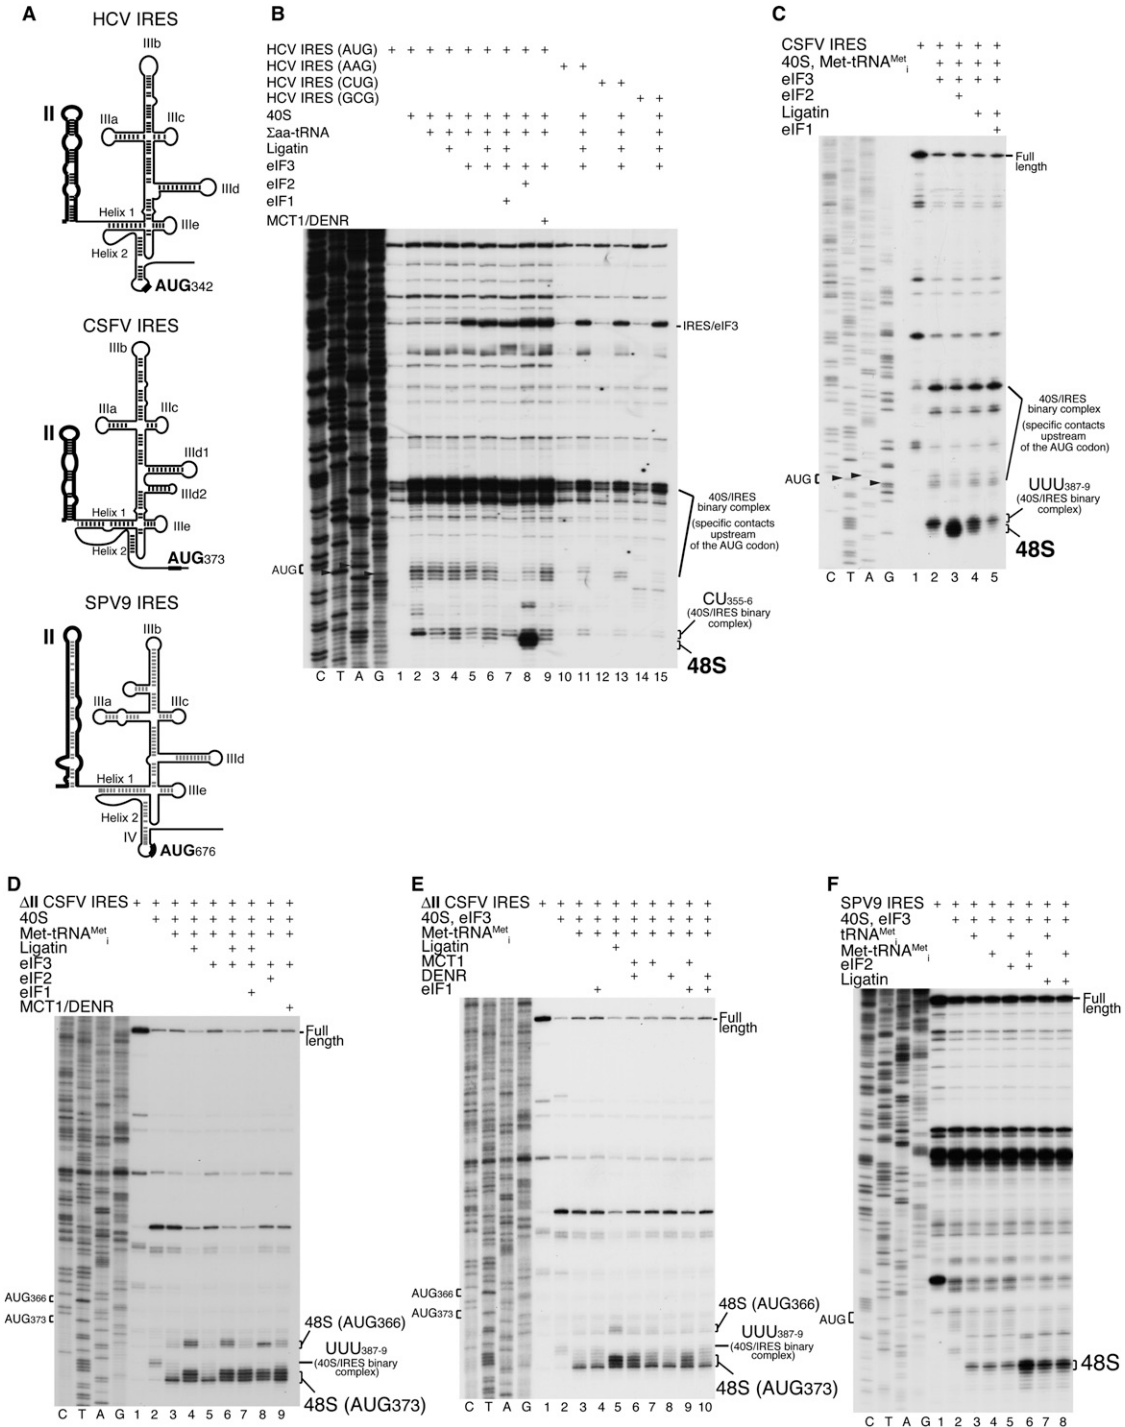 A
HCV IRES
IIIb
II
IIIa
IIIc
IIId
Helix 1
IIIe
Helix 2
AUG342
CSFV IRES
IIIb
IIIa
IIIc
II
IIId1
IIId2
Helix 1
IIIe
Helix 2
AUG373
SPV9 IRES
II
IIIb
IIIa
IIIc
IIId
Helix 1
IIIe
Helix 2
IV
AUG676
B
HCV IRES (AUG) + + + + + + + + +
HCV IRES (AAG) + +
HCV IRES (CUG) + +
HCV IRES (GCG) + +
40S + + + + + + + + + + +
Σaa-tRNA + + + + + + + + + +
Ligatin + + + + + +
eIF3 + + + + + + + +
eIF2 +
eIF1 +
MCT1/DENR +
IRES/eIF3
40S/IRES
binary complex
(specific contacts
upstream
of the AUG codon)
AUG
CU355-6
(40S/IRES binary
complex)
48S
C T A G 1 2 3 4 5 6 7 8 9 10 11 12 13 14 15
C
CSFV IRES + + + + +
40S, Met-tRNAMeti + + + +
eIF3 + + + +
eIF2 +
Ligatin + +
eIF1 +
Full
length
40S/IRES
binary complex
(specific contacts
upstream
of the AUG codon)
AUG
UUU387-9
(40S/IRES binary
complex)
48S
C T A G 1 2 3 4 5
D
ΔII CSFV IRES + + + + + + + + +
40S + + + + + + + +
Met-tRNAMeti + + + + + + +
Ligatin + + +
eIF3 + + + + +
eIF2 +
eIF1 +
MCT1/DENR +
Full
length
AUG366
AUG373
48S (AUG366)
UUU387-9
(40S/IRES binary
complex)
48S (AUG373)
C T A G 1 2 3 4 5 6 7 8 9
E
ΔII CSFV IRES + + + + + + + + + +
40S, eIF3 + + + + + + + + +
Met-tRNAMeti + + + + + + + +
Ligatin +
MCT1 + + +
DENR + + +
eIF1 + + +
Full
length
AUG366
AUG373
48S (AUG366)
UUU387-9
(40S/IRES binary
complex)
48S (AUG373)
C T A G 1 2 3 4 5 6 7 8 9 10
F
SPV9 IRES + + + + + + + +
40S, eIF3 + + + + + + +
tRNAMeti + + +
Met-tRNAMeti + + +
eIF2 + +
Ligatin + +
Full
length
AUG
48S
C T A G 1 2 3 4 5 6 7 8